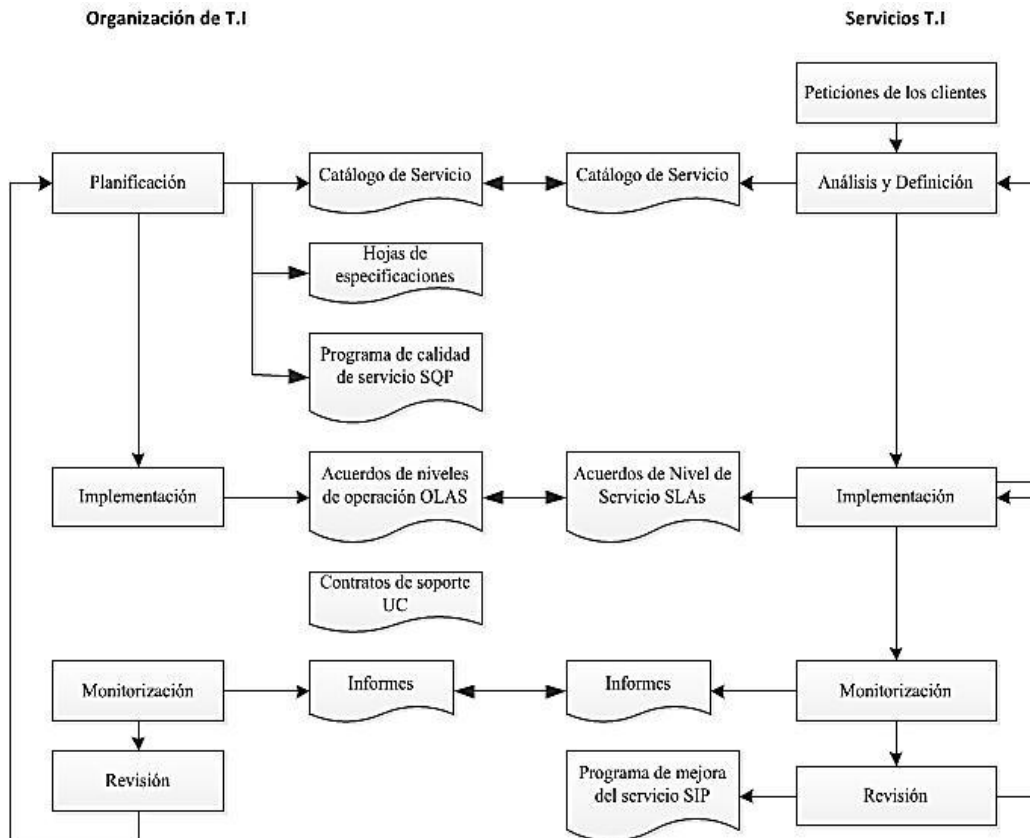 Organización de T.I
Servicios T.I
Peticiones de los clientes
Planificación
Catálogo de Servicio
Catálogo de Servicio
Análisis y Definición
Hojas de
especificaciones
Programa de calidad
de servicio SQP
Implementación
Acuerdos de niveles
de operación OLAS
Acuerdos de Nivel de
Servicio SLAs
Implementación
Contratos de soporte
UC
Monitorización
Informes
Informes
Monitorización
Revisión
Programa de mejora
del servicio SIP
Revisión